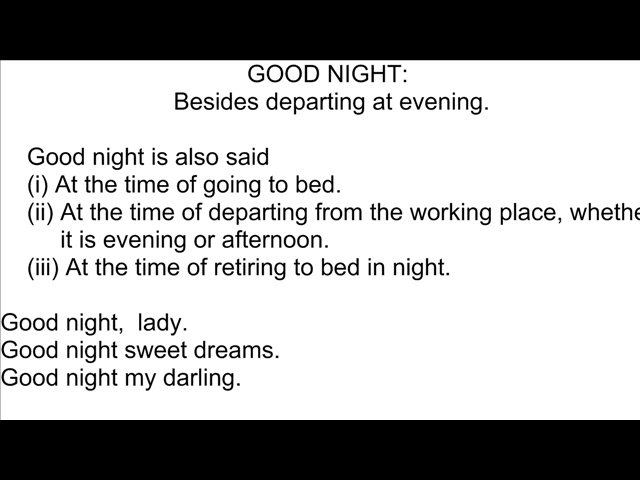 GOOD NIGHT:
Besides departing at evening.
Good night is also said
(i) At the time of going to bed.
(ii) At the time of departing from the working place, whethe
it is evening or afternoon.
(iii) At the time of retiring to bed in night.
Good night,  lady.
Good night sweet dreams.
Good night my darling.